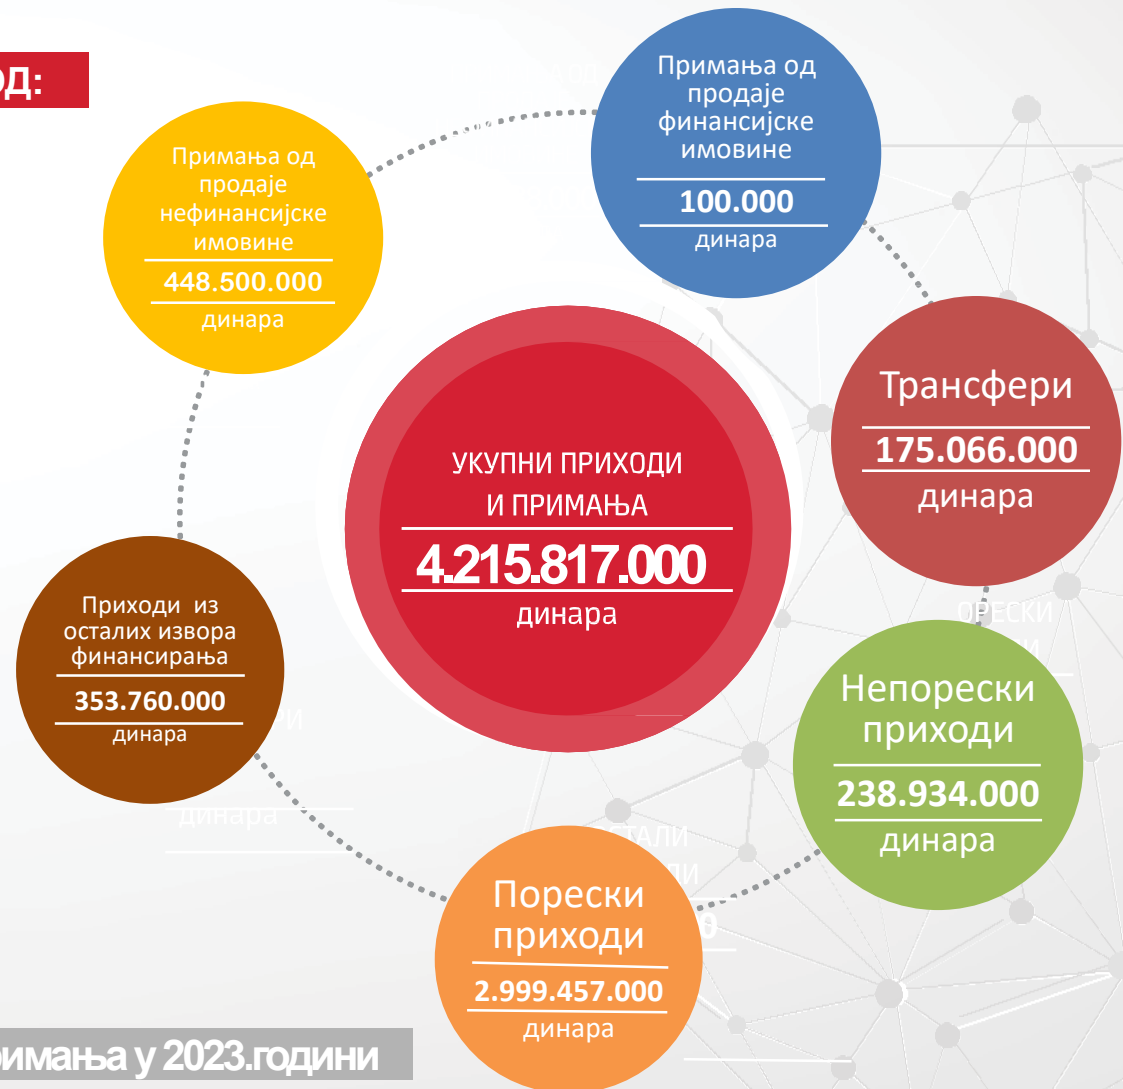 ОД:
Примања од
продаје
финансијске
имовине
100.000
динара
Примања од
продаје
нефинансијске
имовине
448.500.000
динара
Трансфери
175.066.000
динара
УКУПНИ ПРИХОДИ
И ПРИМАЊА
4.215.817.000
динара
Приходи из
осталих извора
финансирања
353.760.000
динара
Непорески
приходи
238.934.000
динара
динара
Порески
приходи
2.999.457.000
динара
имања у 2023.години